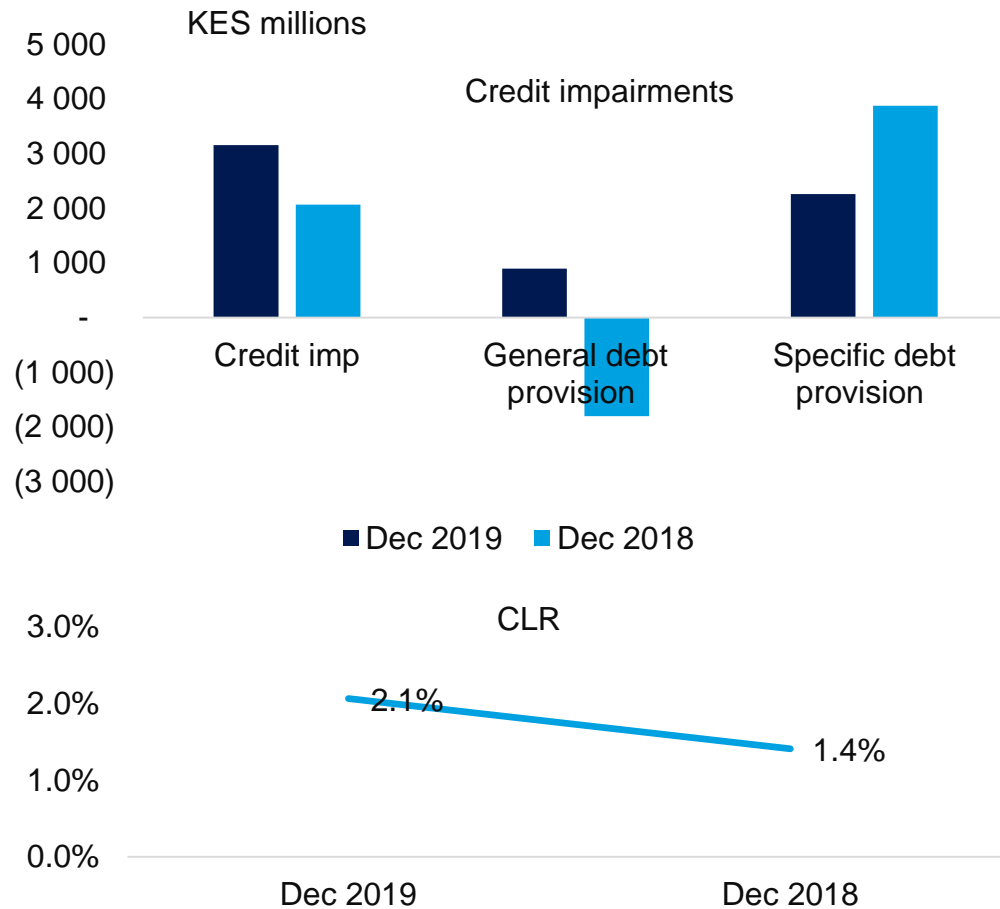 KES millions
5 000
4 000
3 000
2 000
1 000
-
(1 000)
(2 000)
(3 000)
Credit impairments
Credit imp
General debt
provision
Specific debt
provision
Dec 2019 Dec 2018
CLR
3.0%
2.0%
1.0%
0.0%
2.1%
1.4%
Dec 2019 Dec 2018